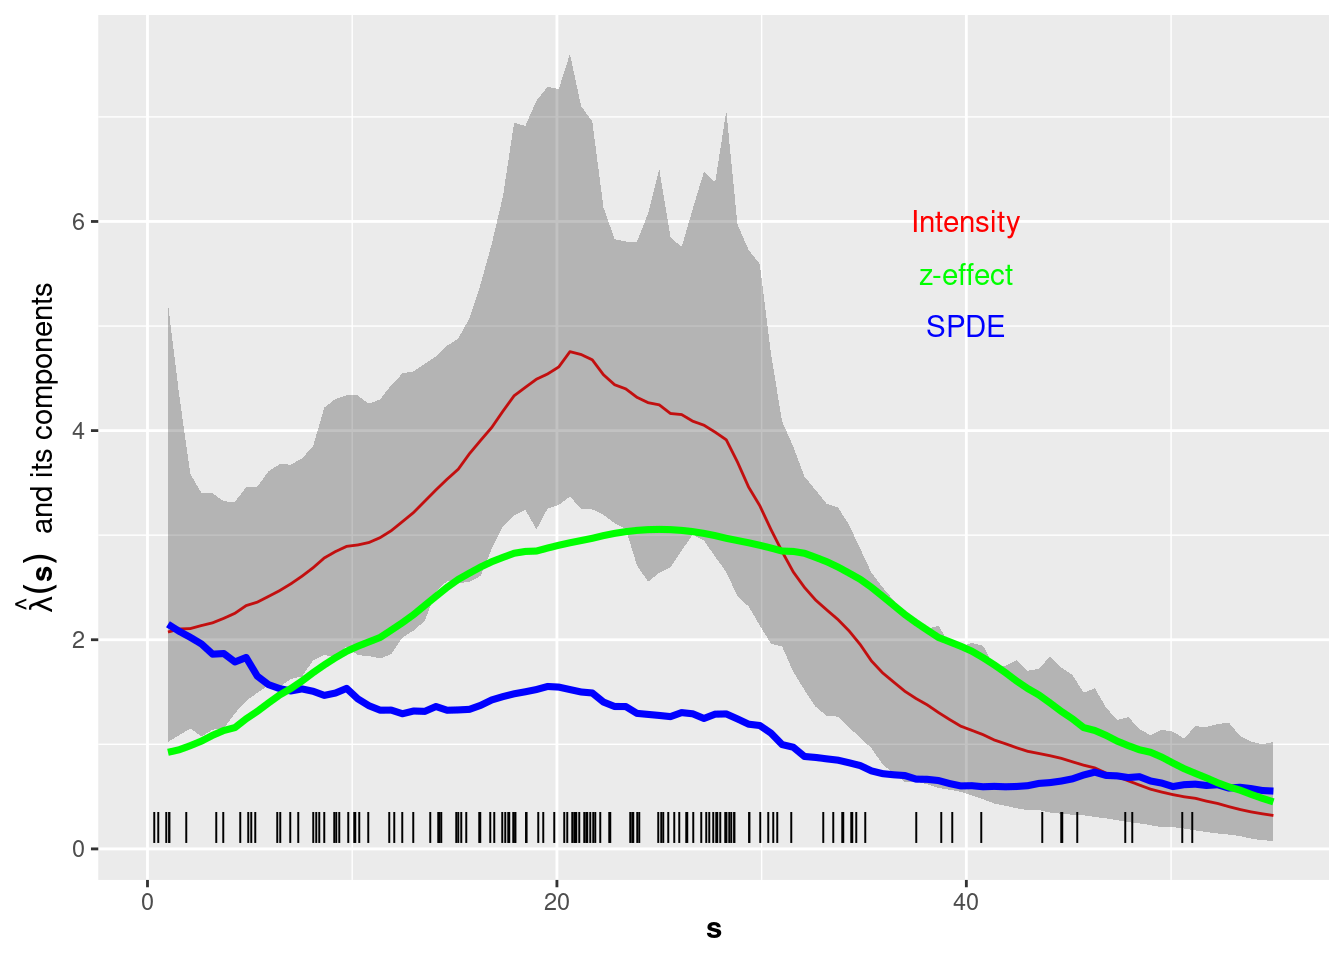 λ̂(s) and its components
6
4
2
0
Intensity
z-effect
SPDE
0 20 40
s